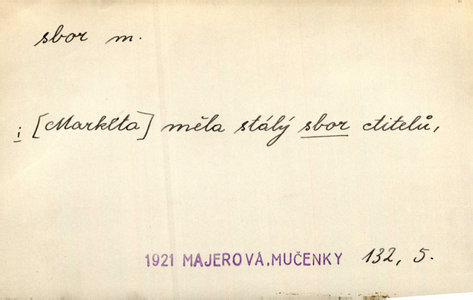 sbor m.
i [Markéta] měla stálý sbor ctitelů,
1921 MAJEROVÁ, MUČENKY 132, 5.